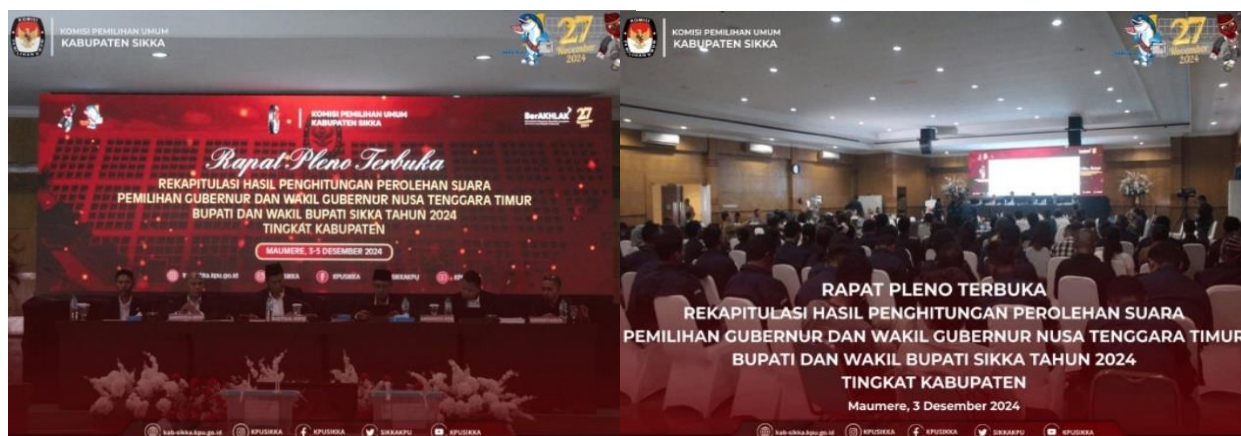 KOMISI PEMILIHAN UMUM
KABUPATEN SIKKA
27
November
2024
KOMISI PEMILIHAN UMUM
KABUPATEN SIKKA
BerAKHLAK
27
Rapat Pleno Terbuka
REKAPITULASI HASIL PENGHITUNGAN PEROLEHAN SUARA
PEMILIHAN GUBERNUR DAN WAKIL GUBERNUR NUSA TENGGARA TIMUR
BUPATI DAN WAKIL BUPATI SIKKA TAHUN 2024
TINGKAT KABUPATEN
MAUMERE, 3-5 DESEMBER 2024
KPUSIKKA
kab-sikka.kpu.go.id KPUSIKKA KPUSIKKA SIKKAKPU KPUSIKKA
KOMISI PEMILIHAN UMUM
KABUPATEN SIKKA
27
November
2024
RAPAT PLENO TERBUKA
REKAPITULASI HASIL PENGHITUNGAN PEROLEHAN SUARA
PEMILIHAN GUBERNUR DAN WAKIL GUBERNUR NUSA TENGGARA TIMUR
BUPATI DAN WAKIL BUPATI SIKKA TAHUN 2024
TINGKAT KABUPATEN
Maumere, 3 Desember 2024
kab-sikka.kpu.go.id KPUSIKKA KPUSIKKA SIKKAKPU KPUSIKKA